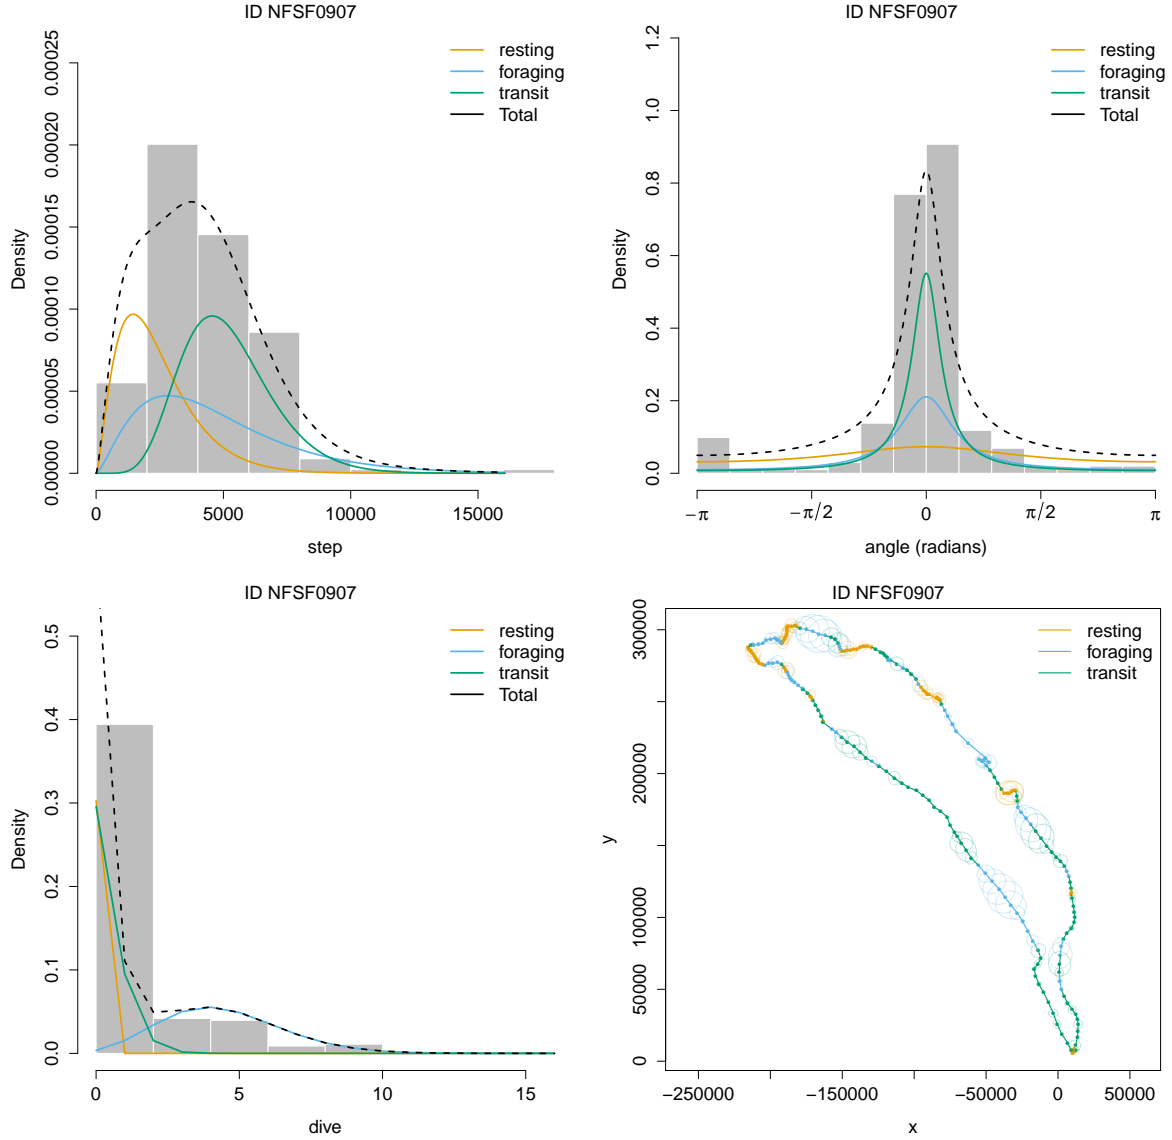 ID NFSF0907
resting
foraging
transit
Total
Density
0.00000 0.00005 0.00010 0.00015 0.00020 0.00025
0 5000 10000 15000
step
ID NFSF0907
resting
foraging
transit
Total
Density
0.0 0.2 0.4 0.6 0.8 1.0 1.2
−π −π/2 0 π/2 π
angle (radians)
ID NFSF0907
resting
foraging
transit
Total
Density
0.0 0.1 0.2 0.3 0.4 0.5
0 5 10 15
dive
ID NFSF0907
resting
foraging
transit
y
0 50000 100000 200000 300000
−250000 −150000 −50000 0 50000
x